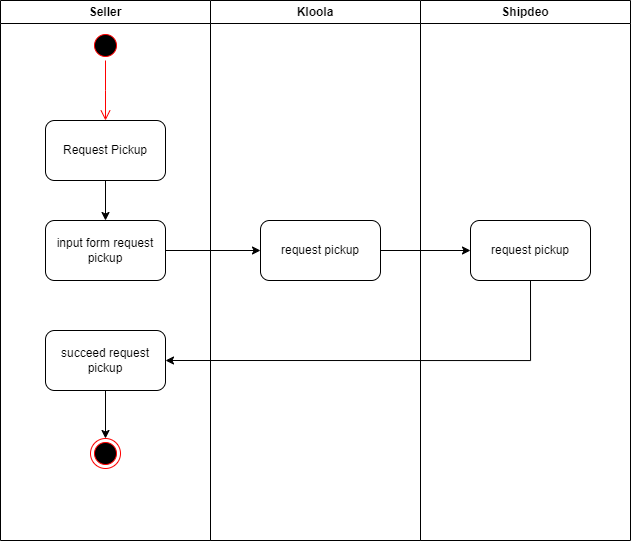 Seller
Kloola
Shipdeo
Request Pickup
input form request
pickup
request pickup
request pickup
succeed request
pickup